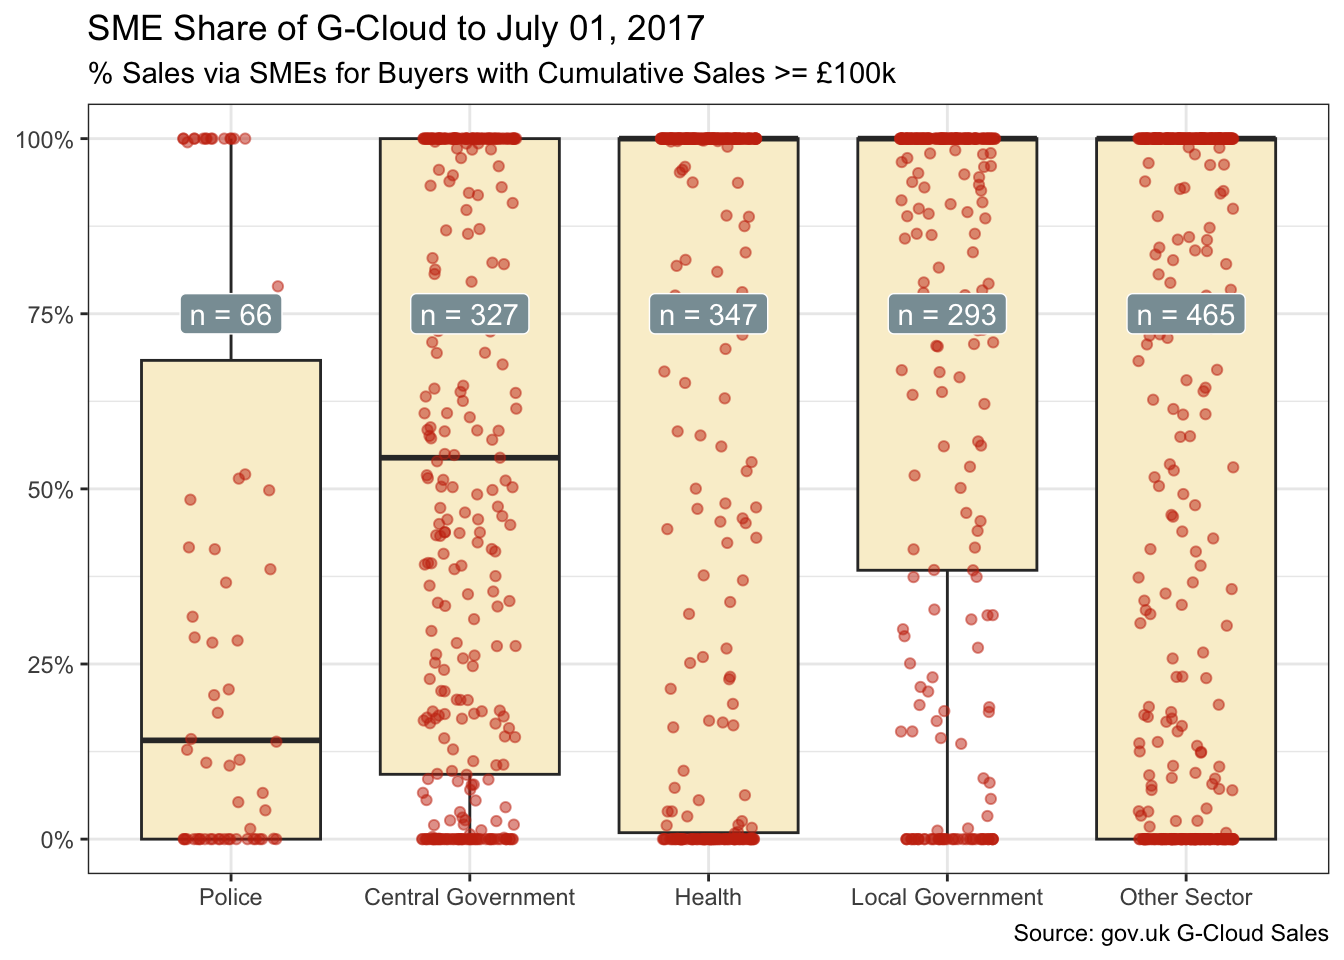 SME Share of G-Cloud to July 01, 2017
% Sales via SMEs for Buyers with Cumulative Sales >= £100k
100%
75%
50%
25%
0%
n = 66
n = 327
n = 347
n = 293
n = 465
Police
Central Government
Health
Local Government
Other Sector
Source: gov.uk G-Cloud Sales